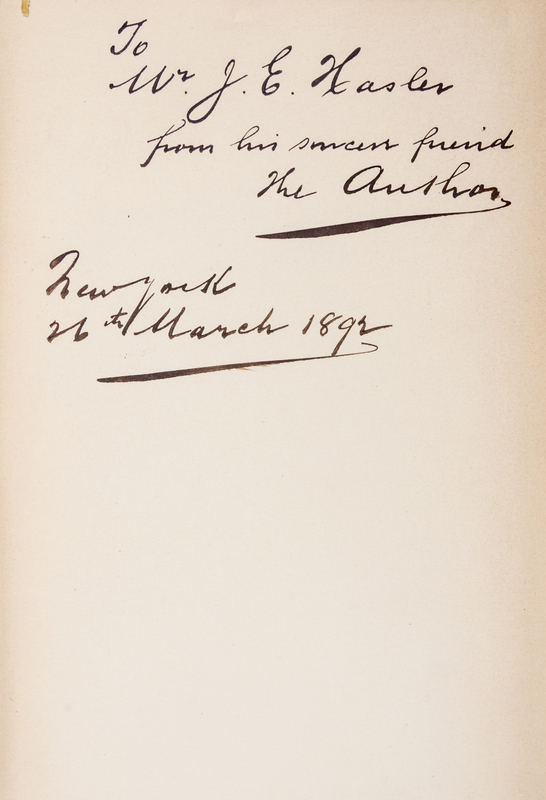 To
Mr. J. E. Hasler
from his sincere friend
the Author
New York
26th March 1892